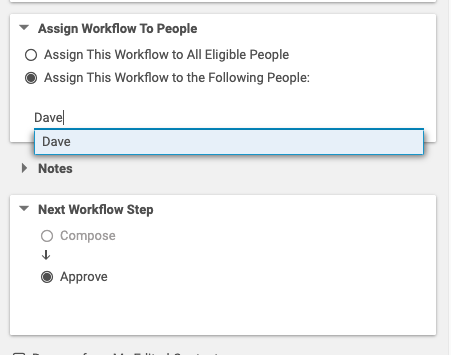 Assign Workflow To People
Assign This Workflow to All Eligible People
Assign This Workflow to the Following People:
Dave
Dave
Notes
Next Workflow Step
Compose
Approve